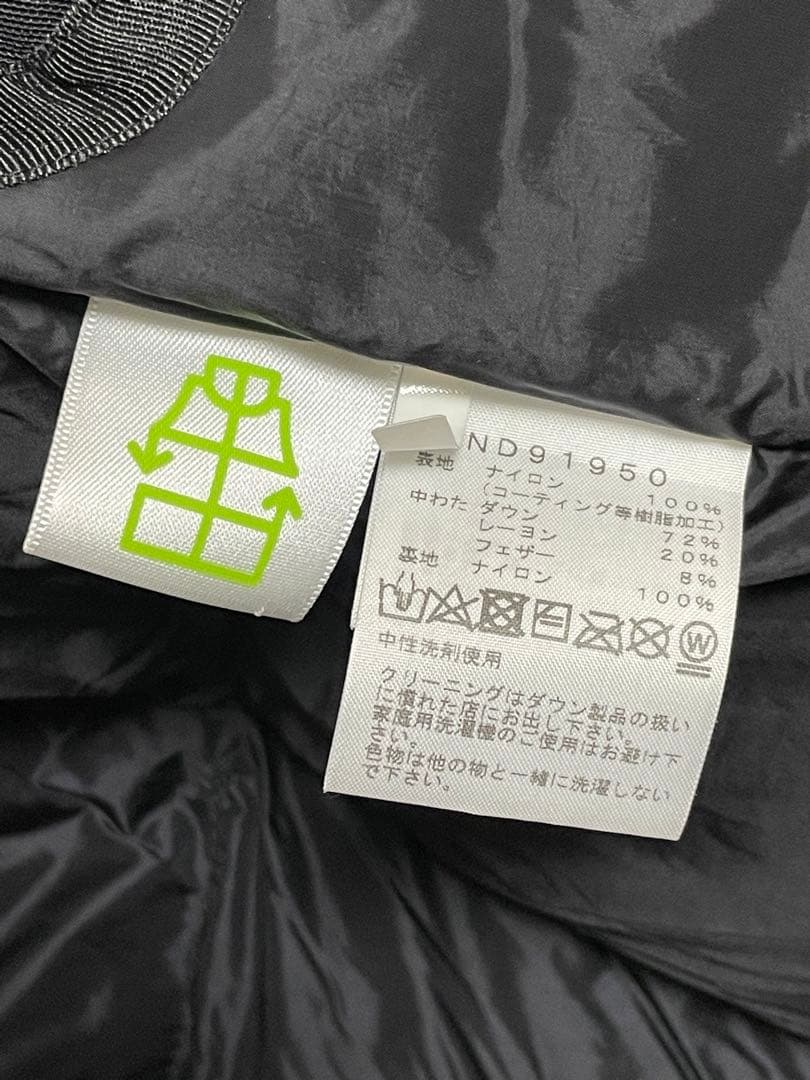 ND91950
表地 ナイロン 100%
(コーティング等樹脂加工)
中わた ダウン 72%
レーヨン 20%
フェザー 8%
裏地 ナイロン 100%
W
中性洗剤使用
クリーニングはダウン製品の扱い
に慣れた店にお出し下さい。
家庭用洗濯機のご使用はお避け下
さい。
色物は他の物と一緒に洗濯しない
で下さい。